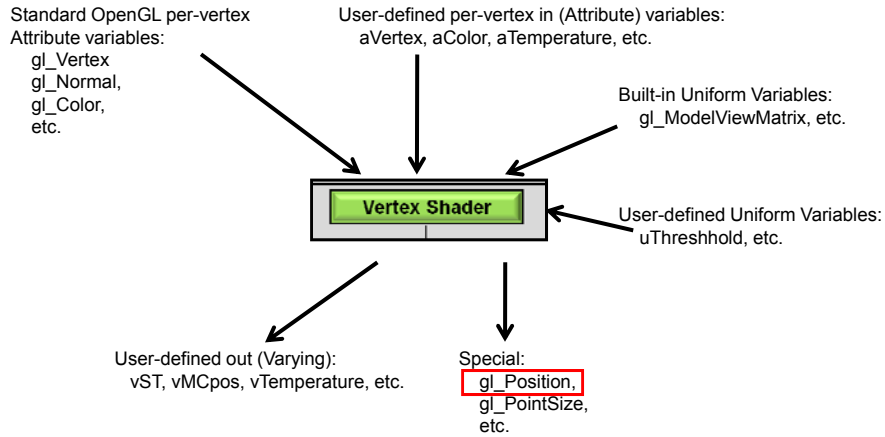 Standard OpenGL per-vertex
Attribute variables:
gl_Vertex
gl_Normal,
gl_Color,
etc.
User-defined per-vertex in (Attribute) variables:
aVertex, aColor, aTemperature, etc.
Built-in Uniform Variables:
gl_ModelViewMatrix, etc.
Vertex Shader
User-defined Uniform Variables:
uThreshhold, etc.
User-defined out (Varying):
vST, vMCpos, vTemperature, etc.
Special:
gl_Position,
gl_PointSize,
etc.